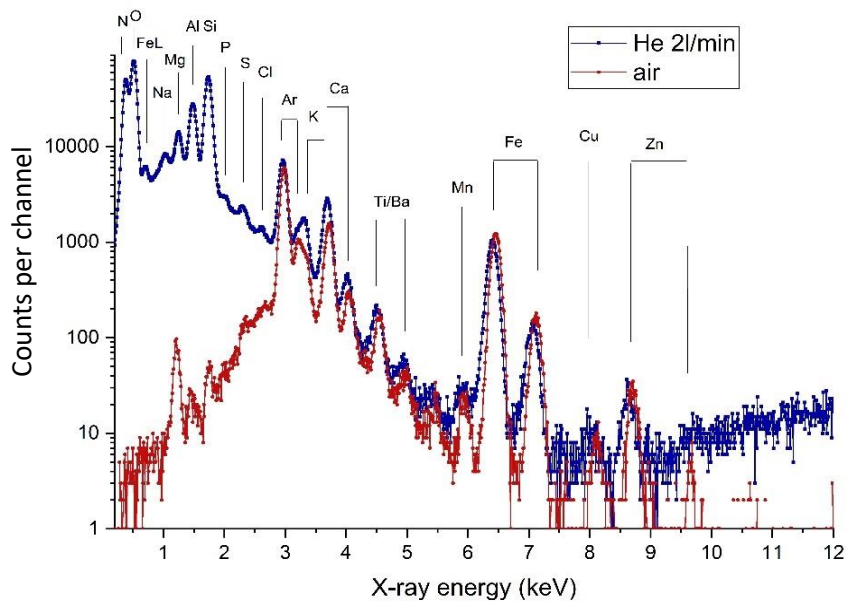 N O
FeL
Na
Mg
Al Si
P
S
Cl
Ar
K
Ca
Ti/Ba
Mn
Fe
Cu
Zn
He 2l/min
air
Counts per channel
10000
1000
100
10
1
1 2 3 4 5 6 7 8 9 10 11 12
X-ray energy (keV)